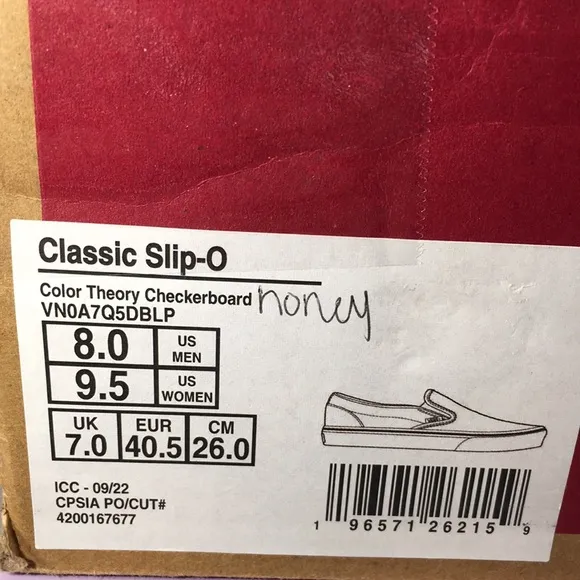 Classic Slip-O
Color Theory Checkerboard honey
VN0A7Q5DBLP
8.0 US MEN
9.5 US WOMEN
UK EUR CM
7.0 40.5 26.0
ICC - 09/22
CPSIA PO/CUT#
4200167677
1 96571 26215 9